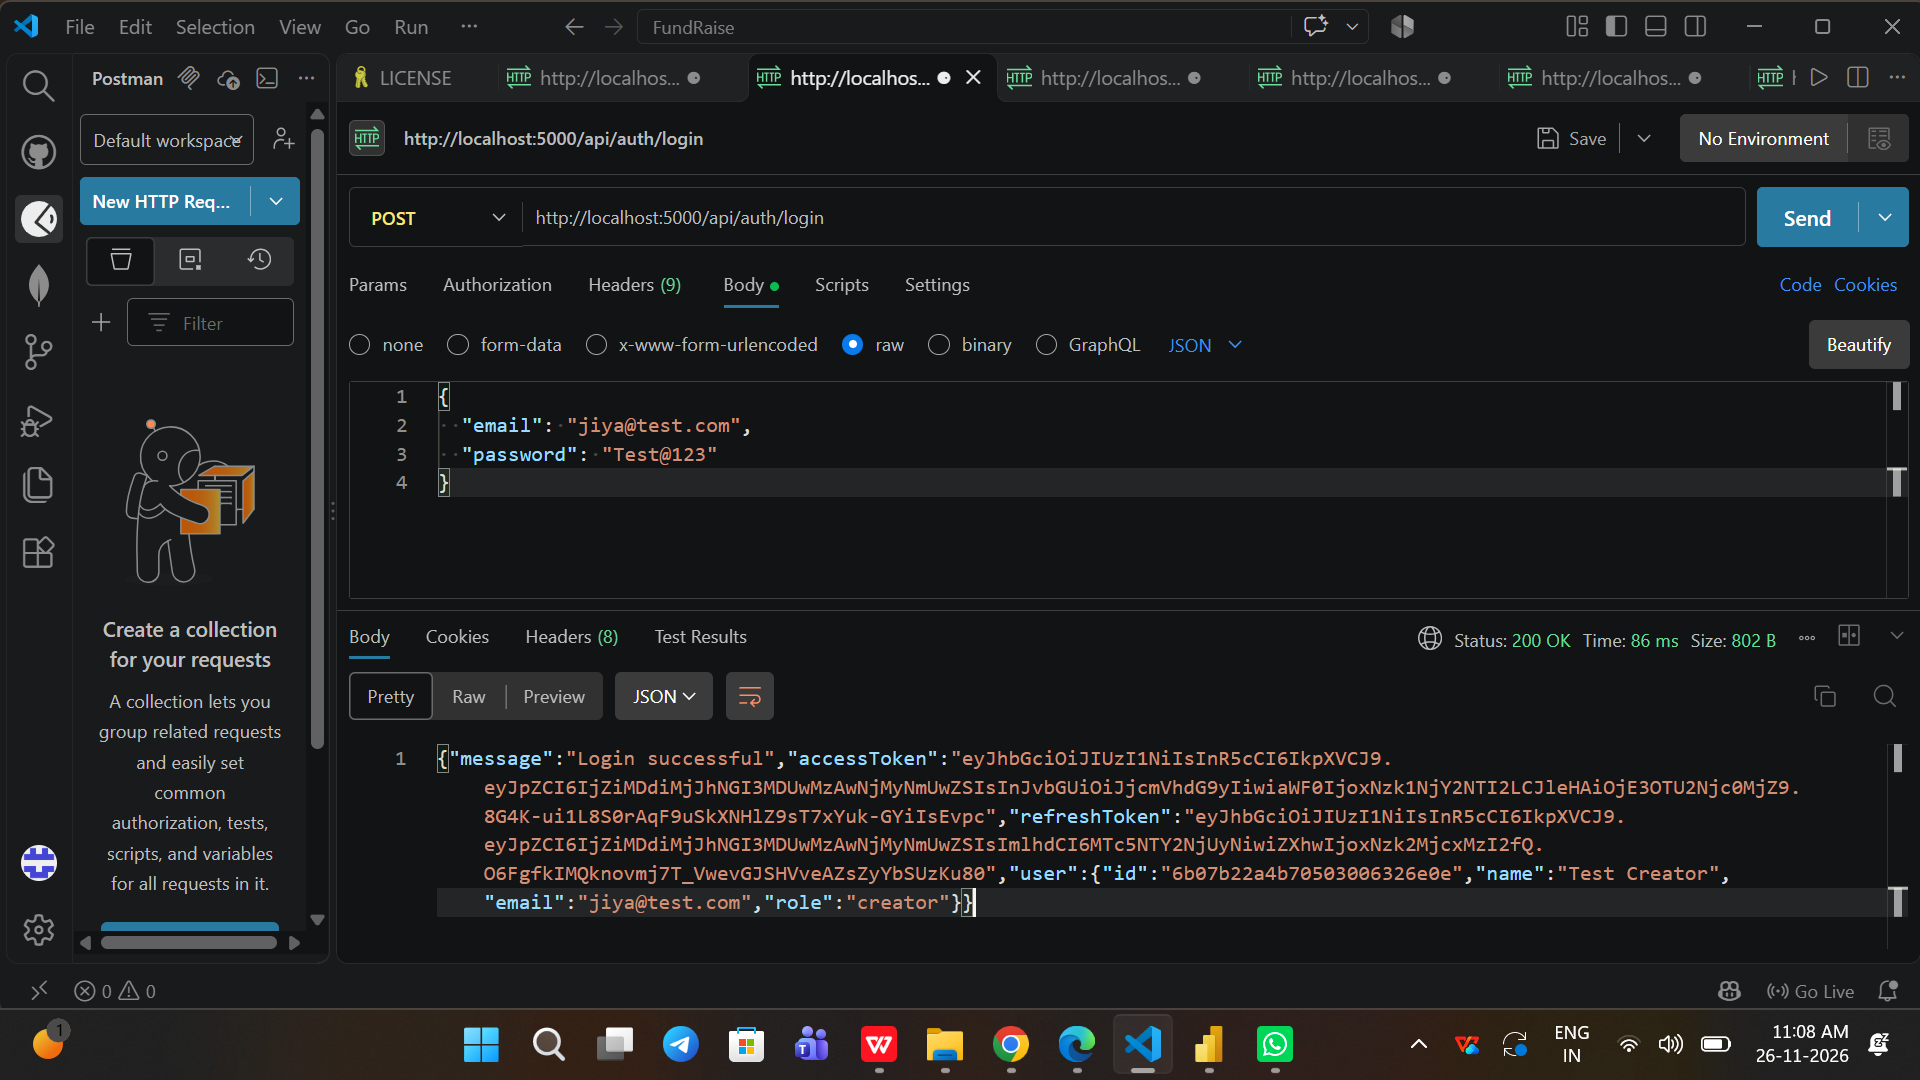 File Edit Selection View Go Run
FundRaise
Postman
LICENSE
http://localhos...
http://localhos...
http://localhos...
http://localhos...
http://localhos...
Default workspace
HTTP
http://localhost:5000/api/auth/login
Save
No Environment
New HTTP Req...
POST
http://localhost:5000/api/auth/login
Send
Params Authorization Headers (9) Body Scripts Settings
Code Cookies
Filter
none form-data x-www-form-urlencoded raw binary GraphQL JSON
Beautify
1 {
2 "email": "jiya@test.com",
3 "password": "Test@123"
4 }
Create a collection
for your requests
A collection lets you
group related requests
and easily set
common
authorization, tests,
scripts, and variables
for all requests in it.
Body Cookies Headers (8) Test Results
Status: 200 OK Time: 86 ms Size: 802 B
Pretty Raw Preview JSON
1 {"message":"Login successful","accessToken":"eyJhbGciOiJIUzI1NiIsInR5cCI6IkpXVCJ9.
eyJpZCI6IjZiMDdiMjJhNGI3MDUwMzAwNjMyNmUwZSIsInJvbGUiOiJjcmVhdG9yIiwiaWF0IjoxNzk1NjY2NTI2LCJleHAiOjE3OTU2Njc0MjZ9.
8G4K-ui1L8S0rAqF9uSkXNHlZ9sT7xYuk-GYiIsEvpc","refreshToken":"eyJhbGciOiJIUzI1NiIsInR5cCI6IkpXVCJ9.
eyJpZCI6IjZiMDdiMjJhNGI3MDUwMzAwNjMyNmUwZSIsImlhdCI6MTc5NTY2NjUyNiwiZXhwIjoxNzk2MjcxMzI2fQ.
O6FgfkIMQknovmj7T_VwevGJSHVveAZsZyYbSUzKu80","user":{"id":"6b07b22a4b70503006326e0e","name":"Test Creator",
"email":"jiya@test.com","role":"creator"}}
0 0
Go Live
1
ENG
IN
11:08 AM
26-11-2026